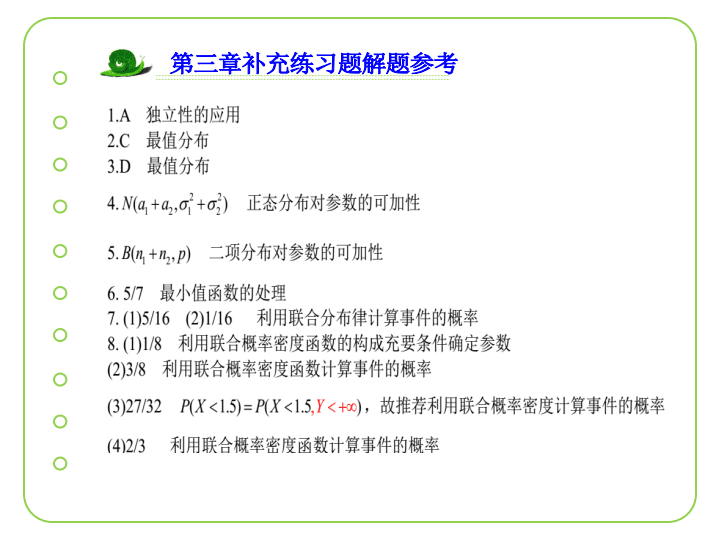 第三章补充练习题解题参考
1.A 独立性的应用
2.C 最值分布
3.D 最值分布
4. N(a₁+a₂,σ₁²+σ₂²) 正态分布对参数的可加性
5. B(n₁+n₂,p) 二项分布对参数的可加性
6. 5/7 最小值函数的处理
7. (1)5/16 (2)1/16 利用联合分布律计算事件的概率
8. (1)1/8 利用联合概率密度函数的构成充要条件确定参数
(2)3/8 利用联合概率密度函数计算事件的概率
(3)27/32 P(X<1.5)=P(X<1.5,Y<+∞)，故推荐利用联合概率密度计算事件的概率
(4)2/3 利用联合概率密度函数计算事件的概率